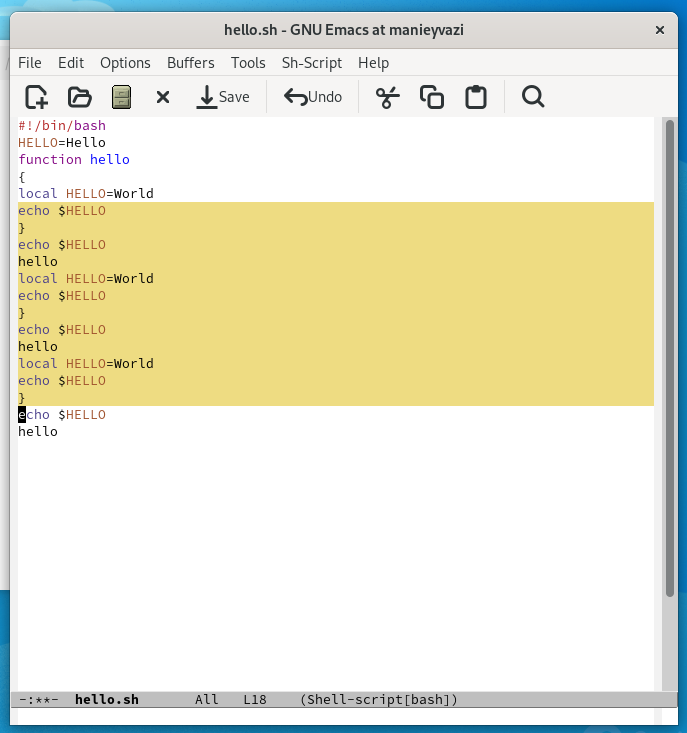 hello.sh - GNU Emacs at manieyvazi
File Edit Options Buffers Tools Sh-Script Help
Save Undo
#!/bin/bash
HELLO=Hello
function hello
{
local HELLO=World
echo $HELLO
}
echo $HELLO
hello
local HELLO=World
echo $HELLO
}
echo $HELLO
hello
local HELLO=World
echo $HELLO
}
echo $HELLO
hello
-:**- hello.sh All L18 (Shell-script[bash])